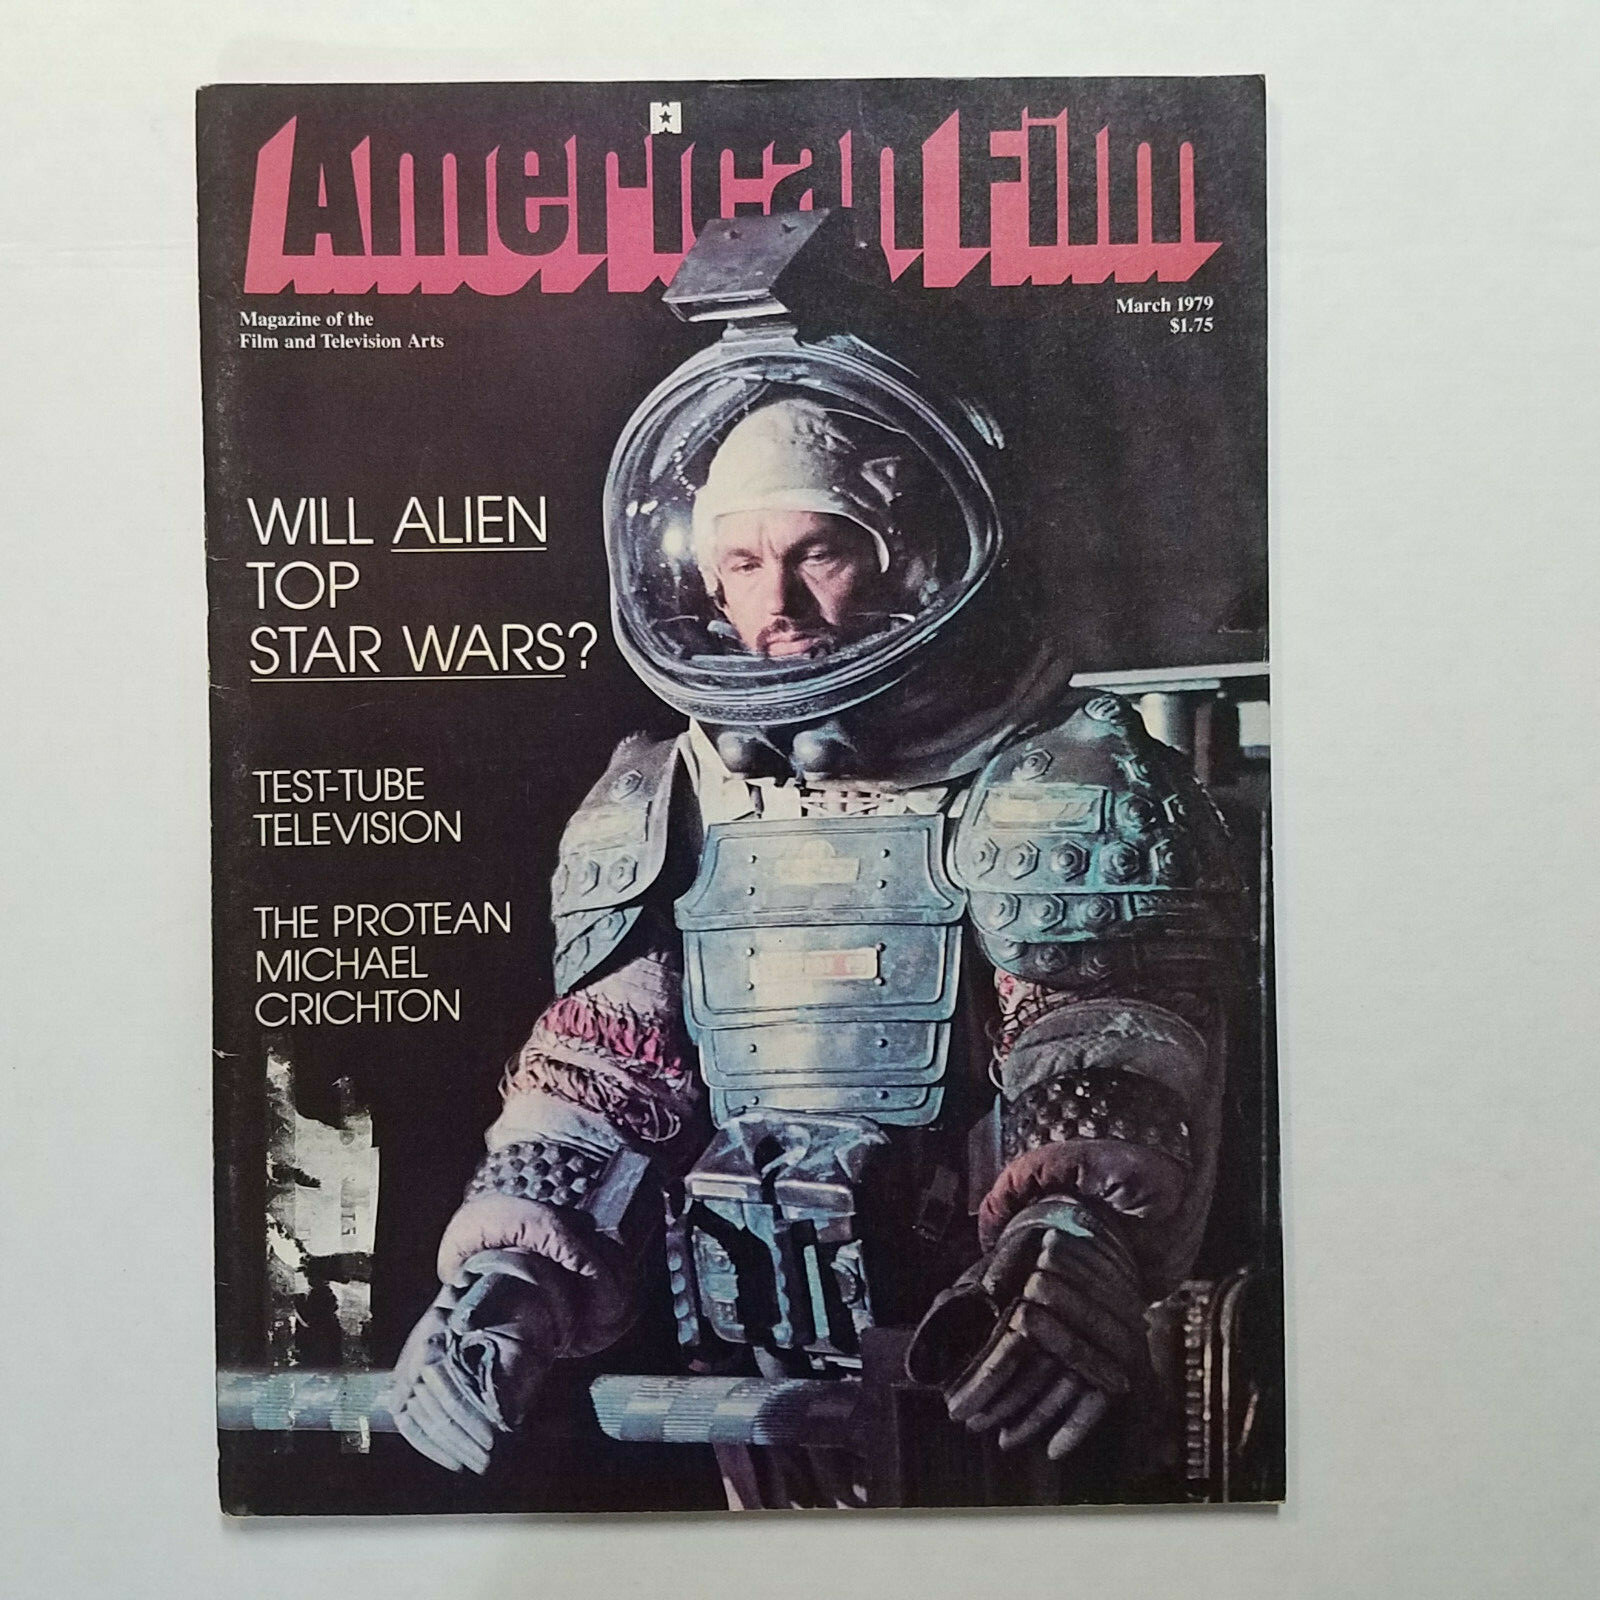 American Film
Magazine of the
Film and Television Arts
March 1979
$1.75
WILL ALIEN
TOP
STAR WARS?
TEST-TUBE
TELEVISION
THE PROTEAN
MICHAEL
CRICHTON